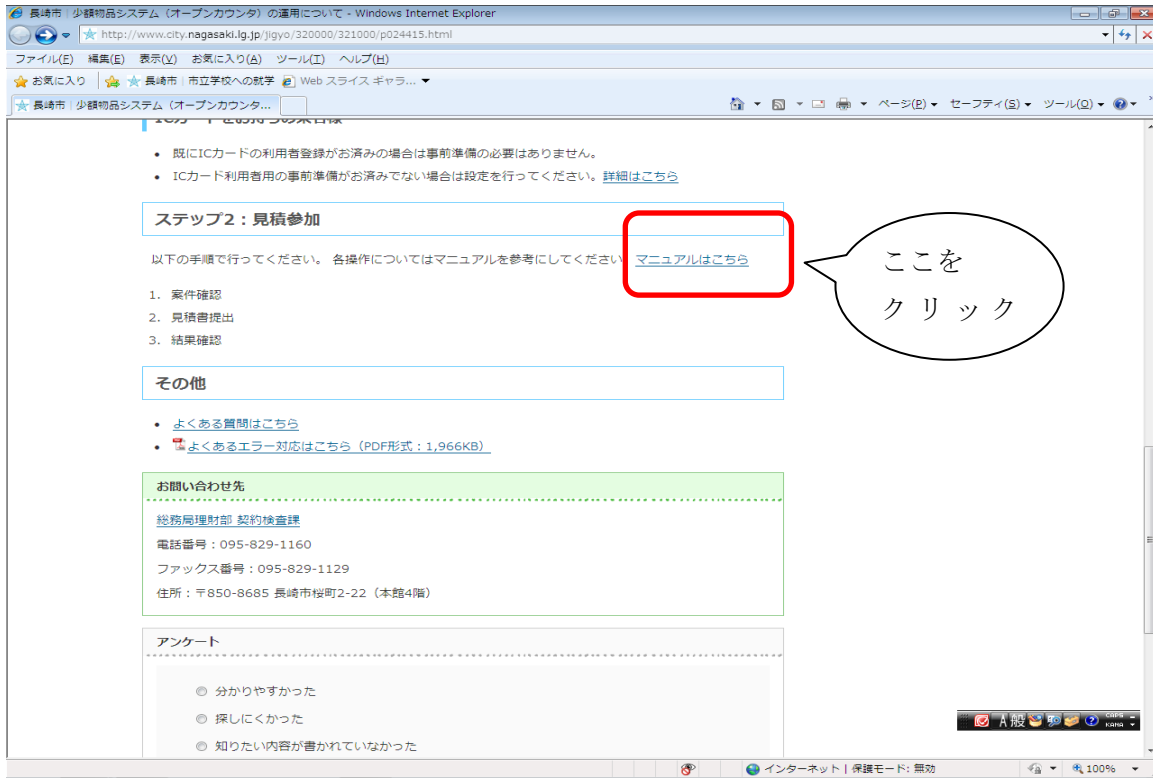 長崎市｜少額物品システム（オープンカウンタ）の運用について - Windows Internet Explorer
http://www.city.nagasaki.lg.jp/jigyo/320000/321000/p024415.html
ファイル(F) 編集(E) 表示(V) お気に入り(A) ツール(T) ヘルプ(H)
お気に入り 長崎市｜市立学校への就学 Web スライス ギャラ...
長崎市｜少額物品システム（オープンカウンタ... ページ(P) セーフティ(S) ツール(O)
ICカードをお持ちの業者様
• 既にICカードの利用者登録がお済みの場合は事前準備の必要はありません。
• ICカード利用者用の事前準備がお済みでない場合は設定を行ってください。詳細はこちら
ステップ2：見積参加
以下の手順で行ってください。 各操作についてはマニュアルを参考にしてください マニュアルはこちら
1. 案件確認
2. 見積書提出
3. 結果確認
ここを
クリック
その他
• よくある質問はこちら
• よくあるエラー対応はこちら（PDF形式：1,966KB）
お問い合わせ先
総務局理財部 契約検査課
電話番号：095-829-1160
ファックス番号：095-829-1129
住所：〒850-8685 長崎市桜町2-22（本館4階）
アンケート
分かりやすかった
探しにくかった
知りたい内容が書かれていなかった
A 般 CAPS KANA
インターネット | 保護モード: 無効 100%